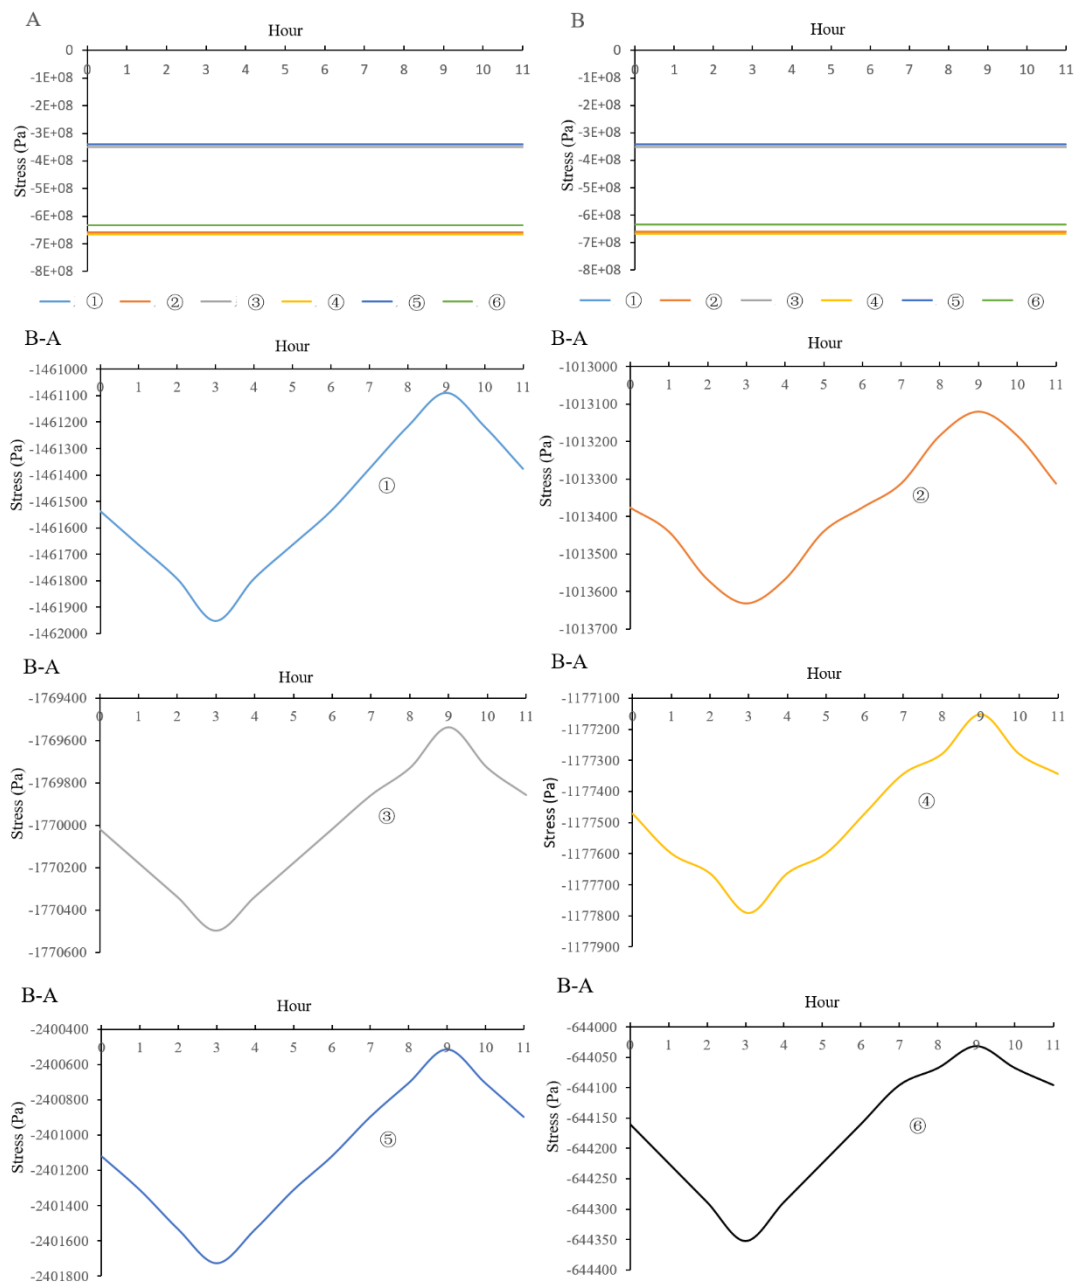 A
Hour
0
0 1 2 3 4 5 6 7 8 9 10 11
-1E+08
-2E+08
-3E+08
-4E+08
-5E+08
-6E+08
-7E+08
-8E+08
Stress (Pa)
① ② ③ ④ ⑤ ⑥
B
Hour
0
0 1 2 3 4 5 6 7 8 9 10 11
-1E+08
-2E+08
-3E+08
-4E+08
-5E+08
-6E+08
-7E+08
-8E+08
Stress (Pa)
① ② ③ ④ ⑤ ⑥
B-A
Hour
-1461000
0 1 2 3 4 5 6 7 8 9 10 11
-1461100
-1461200
-1461300
-1461400
-1461500
-1461600
-1461700
-1461800
-1461900
-1462000
Stress (Pa)
①
B-A
Hour
-1013000
0 1 2 3 4 5 6 7 8 9 10 11
-1013100
-1013200
-1013300
-1013400
-1013500
-1013600
-1013700
Stress (Pa)
②
B-A
Hour
-1769400
0 1 2 3 4 5 6 7 8 9 10 11
-1769600
-1769800
-1770000
-1770200
-1770400
-1770600
Stress (Pa)
③
B-A
Hour
-1177100
0 1 2 3 4 5 6 7 8 9 10 11
-1177200
-1177300
-1177400
-1177500
-1177600
-1177700
-1177800
-1177900
Stress (Pa)
④
B-A
Hour
-2400400
0 1 2 3 4 5 6 7 8 9 10 11
-2400600
-2400800
-2401000
-2401200
-2401400
-2401600
-2401800
Stress (Pa)
⑤
B-A
Hour
-644000
0 1 2 3 4 5 6 7 8 9 10 11
-644050
-644100
-644150
-644200
-644250
-644300
-644350
-644400
Stress (Pa)
⑥